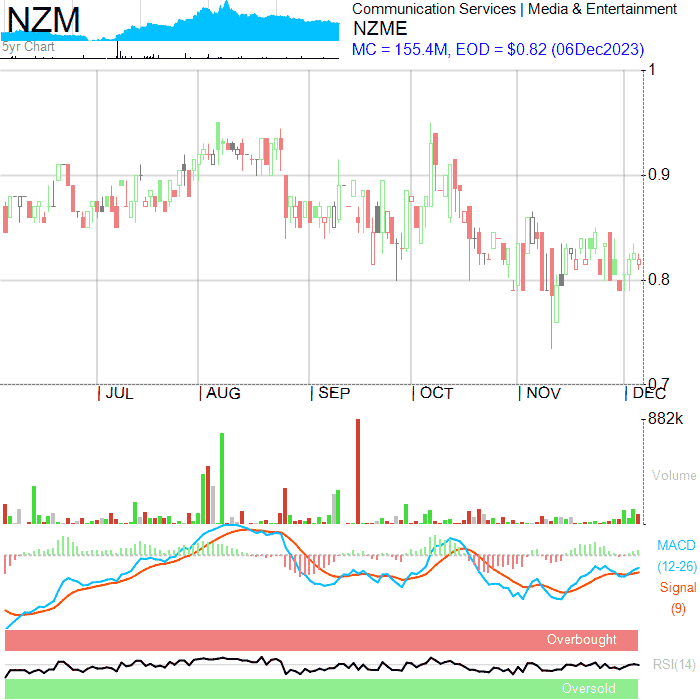 NZM
5yr Chart
Communication Services | Media & Entertainment
NZME
MC = 155.4M, EOD = $0.82 (06Dec2023)
1
0.9
0.8
0.7
JUL AUG SEP OCT NOV DEC
882k
Volume
MACD
(12-26)
Signal
(9)
Overbought
RSI(14)
Oversold